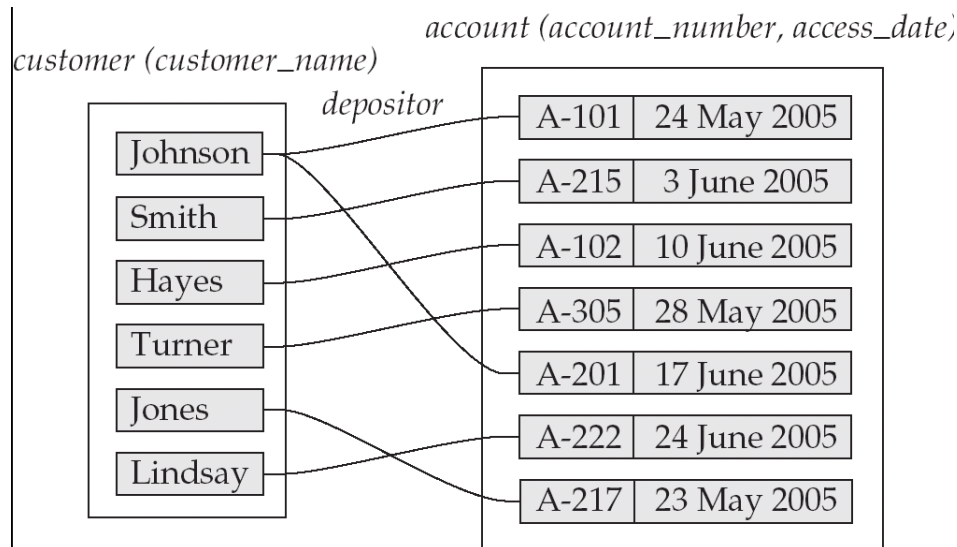 account (account_number, access_date)
customer (customer_name)
depositor
Johnson
Smith
Hayes
Turner
Jones
Lindsay
A-101 24 May 2005
A-215 3 June 2005
A-102 10 June 2005
A-305 28 May 2005
A-201 17 June 2005
A-222 24 June 2005
A-217 23 May 2005